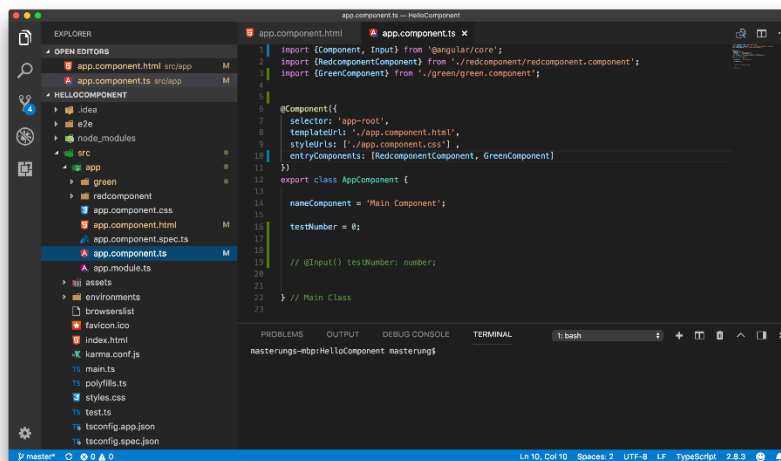 app.component.ts — HelloComponent
EXPLORER
OPEN EDITORS
app.component.html src/app M
app.component.ts src/app M
HELLOCOMPONENT
.idea
e2e
node_modules
src
app
green
redcomponent
app.component.css
app.component.html M
app.component.spec.ts
app.component.ts M
app.module.ts
assets
environments
browserslist
favicon.ico
index.html
karma.conf.js
main.ts
polyfills.ts
styles.css
test.ts
tsconfig.app.json
tsconfig.spec.json
4
app.component.html app.component.ts ×
1 import {Component, Input} from '@angular/core';
2 import {RedcomponentComponent} from './redcomponent/redcomponent.component';
3 import {GreenComponent} from './green/green.component';
4
5
6 @Component({
7 selector: 'app-root',
8 templateUrl: './app.component.html',
9 styleUrls: ['./app.component.css'] ,
10 entryComponents: [RedcomponentComponent, GreenComponent]
11 })
12 export class AppComponent {
13
14 nameComponent = 'Main Component';
15
16 testNumber = 0;
17
18
19 // @Input() testNumber: number;
20
21
22 } // Main Class
23
PROBLEMS OUTPUT DEBUG CONSOLE TERMINAL 1: bash
masterungs-mbp:HelloComponent masterung$
master* 0 0 Ln 10, Col 10 Spaces: 2 UTF-8 LF TypeScript 2.8.3